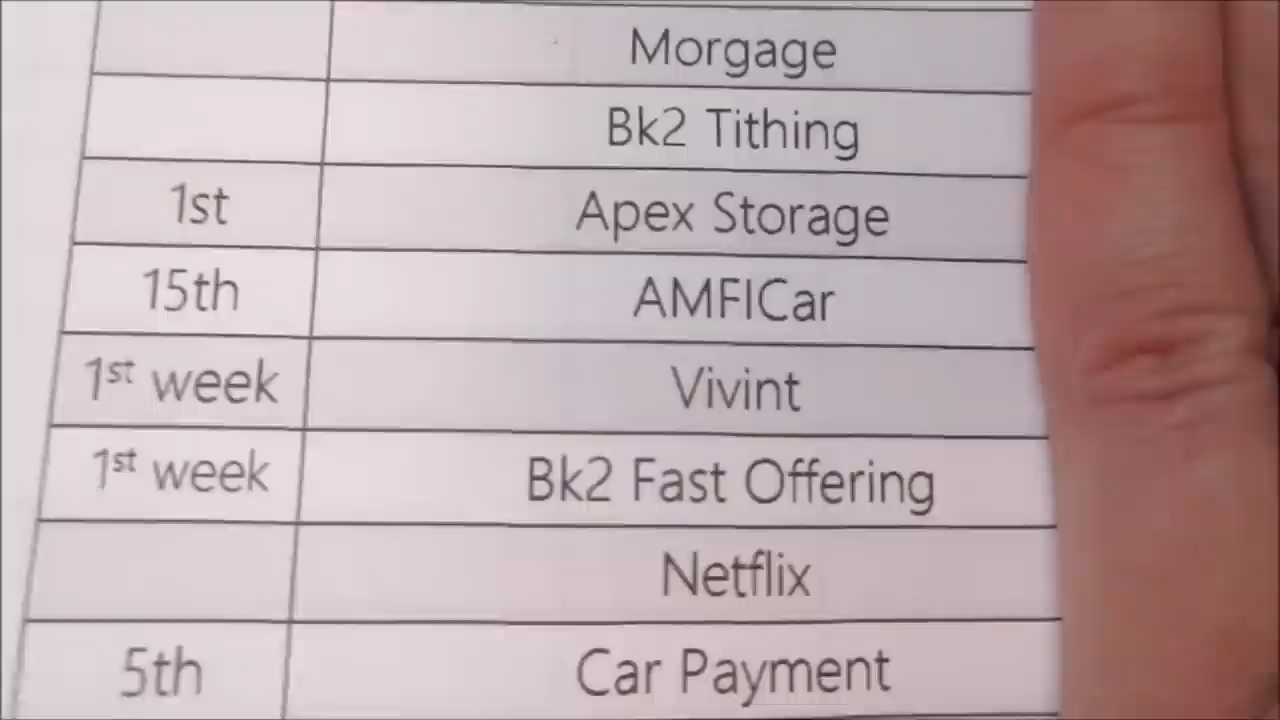 Morgage
Bk2 Tithing
1st Apex Storage
15th AMFICar
1st week Vivint
1st week Bk2 Fast Offering
Netflix
5th Car Payment